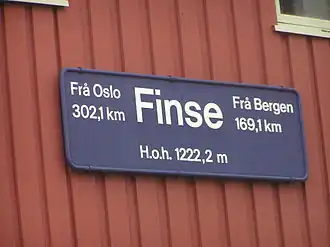 Frå Oslo
302,1 km
Finse
Frå Bergen
169,1 km
H.o.h. 1222,2 m